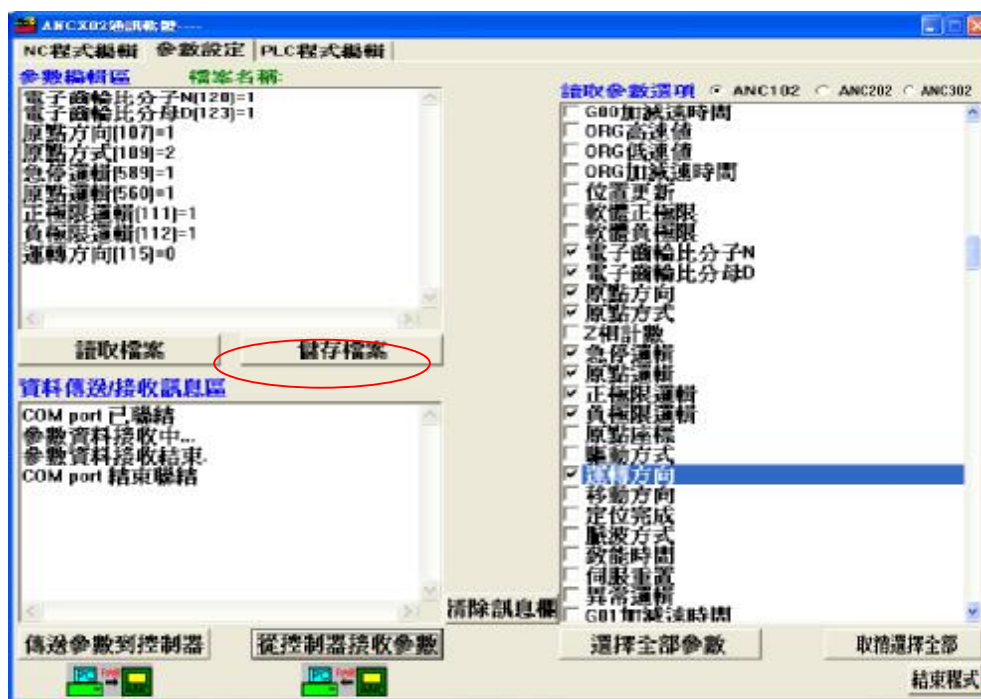 ANCX02通訊軟體----
NC程式編輯 參數設定 PLC程式編輯
參數編輯區 檔案名稱:
電子齒輪比分子N(120)=1
電子齒輪比分母D(123)=1
原點方向(107)=1
原點方式(109)=2
急停邏輯(589)=1
原點邏輯(560)=1
正極限邏輯(111)=1
負極限邏輯(112)=1
運轉方向(115)=0
讀取檔案 儲存檔案
資料傳送/接收訊息區
COM port 已聯結
參數資料接收中...
參數資料接收結束.
COM port 結束聯結
清除訊息欄
傳送參數到控制器 從控制器接收參數
讀取參數選項 ANC102 ANC202 ANC302
G00加減速時間
ORG高速值
ORG低速值
ORG加減速時間
位置更新
軟體正極限
軟體負極限
電子齒輪比分子N
電子齒輪比分母D
原點方向
原點方式
Z相計數
急停邏輯
原點邏輯
正極限邏輯
負極限邏輯
原點座標
驅動方式
運轉方向
移動方向
定位完成
脈波方式
致能時間
伺服重置
異常邏輯
G01加減速時間
選擇全部參數 取消選擇全部
結束程式